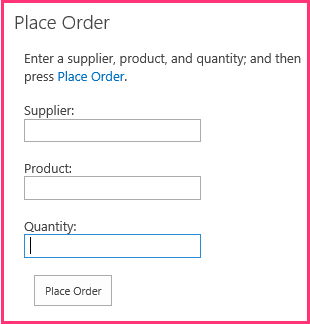 Place Order
Enter a supplier, product, and quantity; and then
press Place Order.
Supplier:
Product:
Quantity:
Place Order